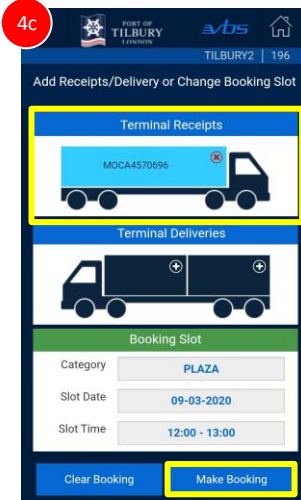 4c
PORT OF
TILBURY
LONDON
vbs
TILBURY2 | 196
Add Receipts/Delivery or Change Booking Slot
Terminal Receipts
MOCA4570696
Terminal Deliveries
Booking Slot
Category PLAZA
Slot Date 09-03-2020
Slot Time 12:00 - 13:00
Clear Booking Make Booking